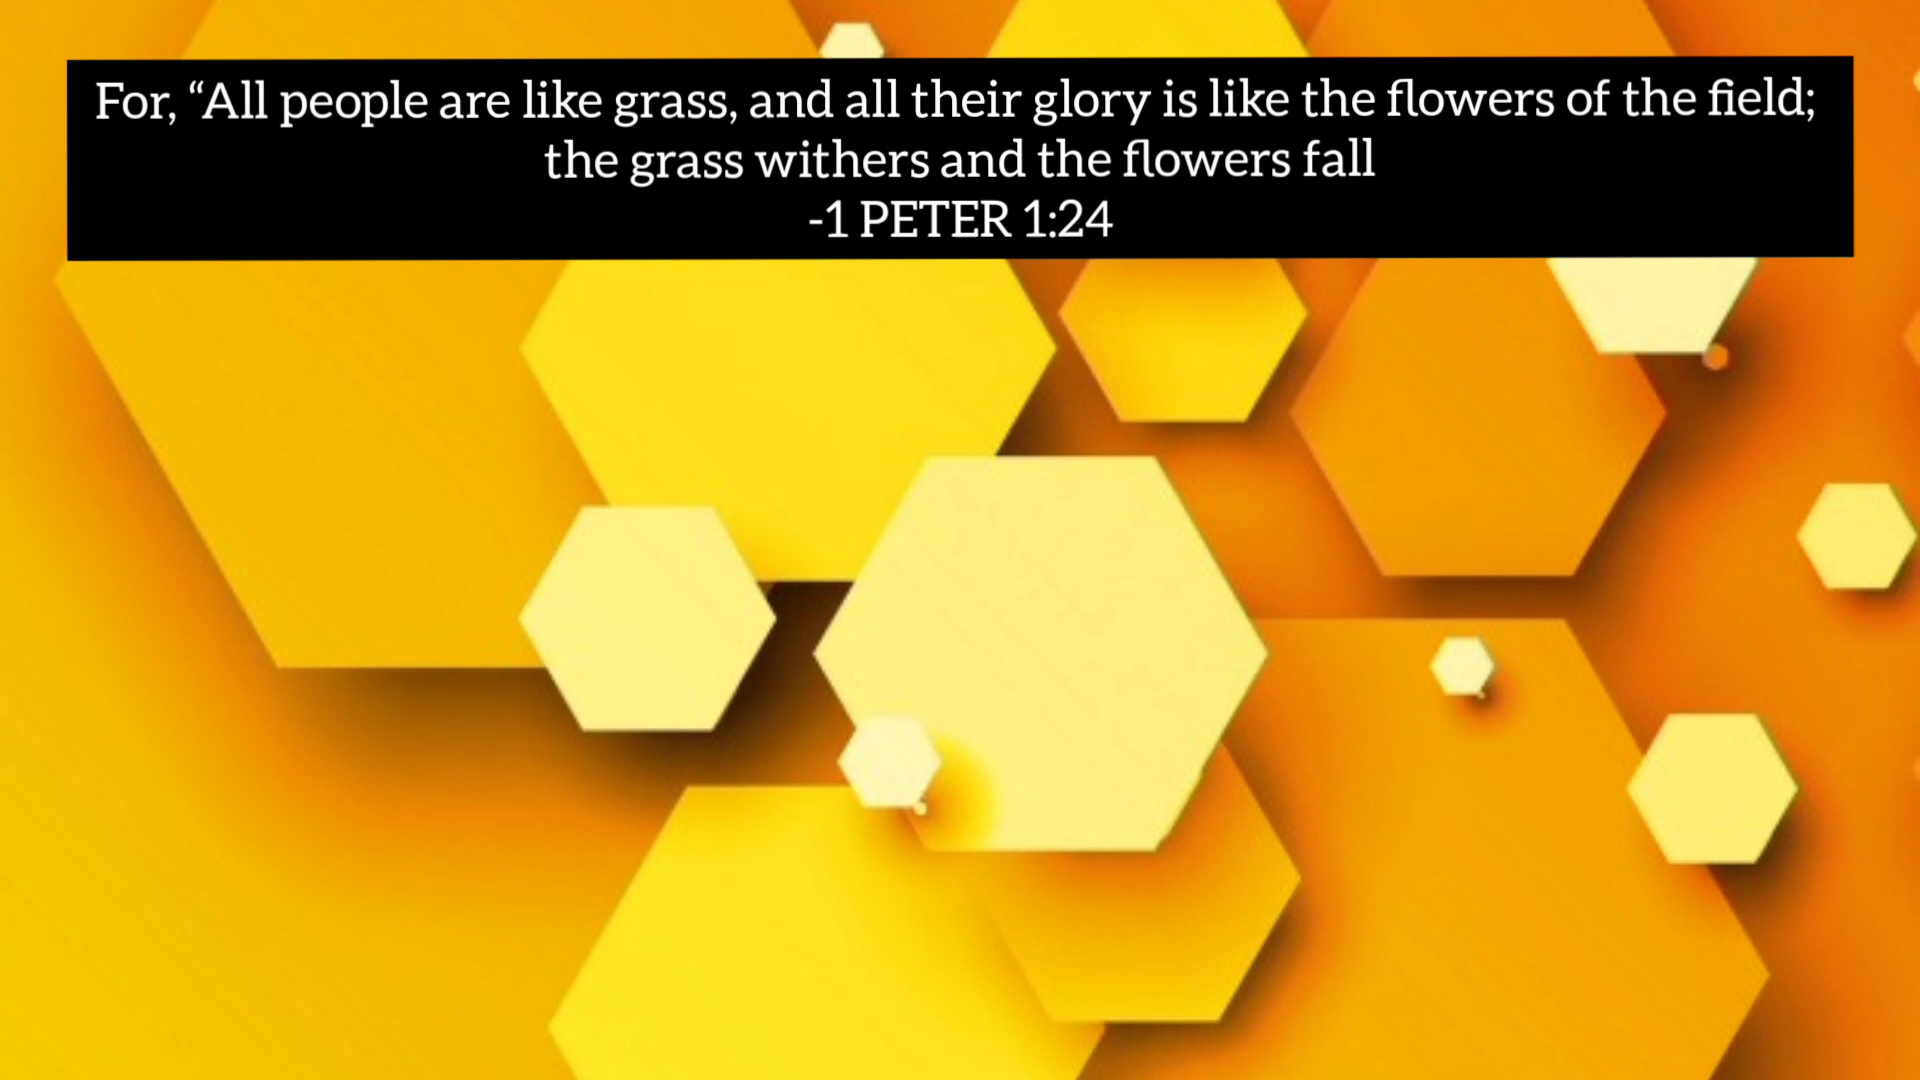 For, “All people are like grass, and all their glory is like the flowers of the field;
the grass withers and the flowers fall
-1 PETER 1:24